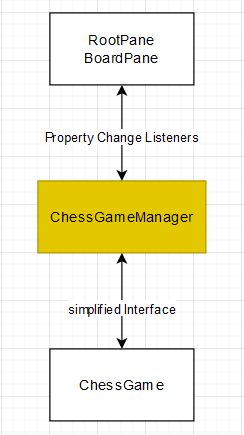 RootPane
BoardPane
Property Change Listeners
ChessGameManager
simplified Interface
ChessGame